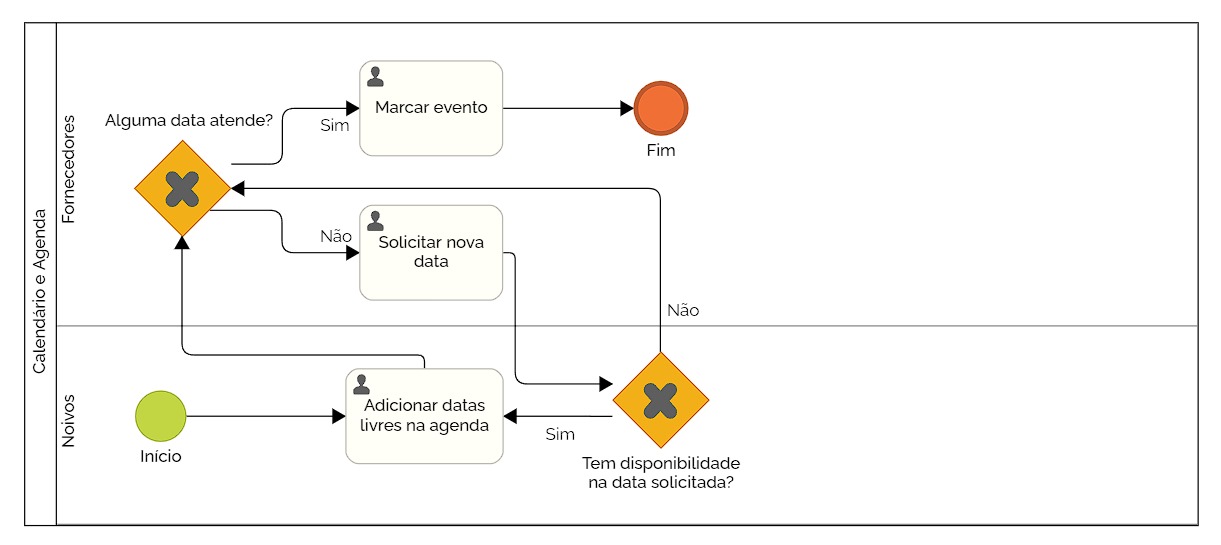 Calendário e Agenda
Fornecedores
Alguma data atende?
Sim
Marcar evento
Fim
Não
Solicitar nova
data
Não
Noivos
Início
Adicionar datas
livres na agenda
Sim
Tem disponibilidade
na data solicitada?